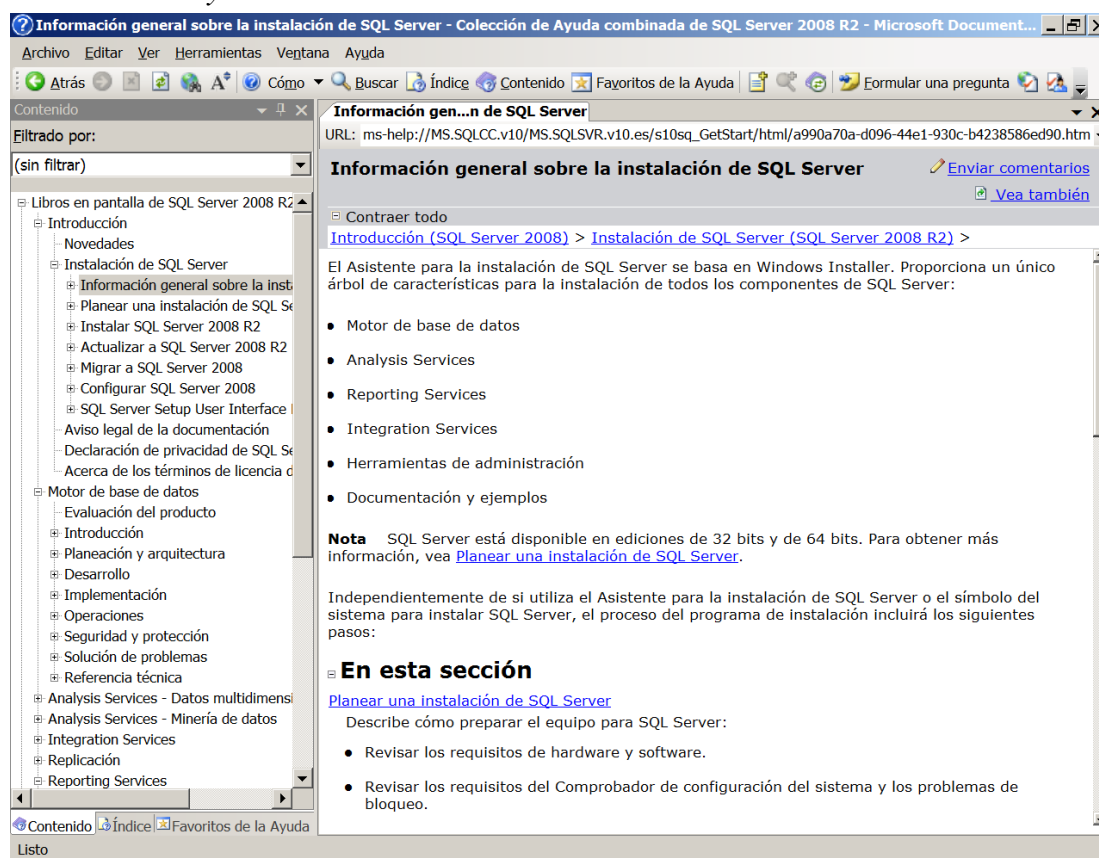 Información general sobre la instalación de SQL Server - Colección de Ayuda combinada de SQL Server 2008 R2 - Microsoft Document...
Archivo Editar Ver Herramientas Ventana Ayuda
Atrás Cómo Buscar Índice Contenido Favoritos de la Ayuda Formular una pregunta
Contenido
Filtrado por:
(sin filtrar)
Libros en pantalla de SQL Server 2008 R2
Introducción
Novedades
Instalación de SQL Server
Información general sobre la inst
Planear una instalación de SQL Se
Instalar SQL Server 2008 R2
Actualizar a SQL Server 2008 R2
Migrar a SQL Server 2008
Configurar SQL Server 2008
SQL Server Setup User Interface
Aviso legal de la documentación
Declaración de privacidad de SQL Se
Acerca de los términos de licencia d
Motor de base de datos
Evaluación del producto
Introducción
Planeación y arquitectura
Desarrollo
Implementación
Operaciones
Seguridad y protección
Solución de problemas
Referencia técnica
Analysis Services - Datos multidimensi
Analysis Services - Minería de datos
Integration Services
Replicación
Reporting Services
Contenido Índice Favoritos de la Ayuda
Listo
Información gen...n de SQL Server
URL: ms-help://MS.SQLCC.v10/MS.SQLSVR.v10.es/s10sq_GetStart/html/a990a70a-d096-44e1-930c-b4238586ed90.htm
Información general sobre la instalación de SQL Server
Enviar comentarios
Vea también
Contraer todo
Introducción (SQL Server 2008) > Instalación de SQL Server (SQL Server 2008 R2) >
El Asistente para la instalación de SQL Server se basa en Windows Installer. Proporciona un único
árbol de características para la instalación de todos los componentes de SQL Server:
• Motor de base de datos
• Analysis Services
• Reporting Services
• Integration Services
• Herramientas de administración
• Documentación y ejemplos
Nota SQL Server está disponible en ediciones de 32 bits y de 64 bits. Para obtener más
información, vea Planear una instalación de SQL Server.
Independientemente de si utiliza el Asistente para la instalación de SQL Server o el símbolo del
sistema para instalar SQL Server, el proceso del programa de instalación incluirá los siguientes
pasos:
En esta sección
Planear una instalación de SQL Server
Describe cómo preparar el equipo para SQL Server:
• Revisar los requisitos de hardware y software.
• Revisar los requisitos del Comprobador de configuración del sistema y los problemas de
bloqueo.